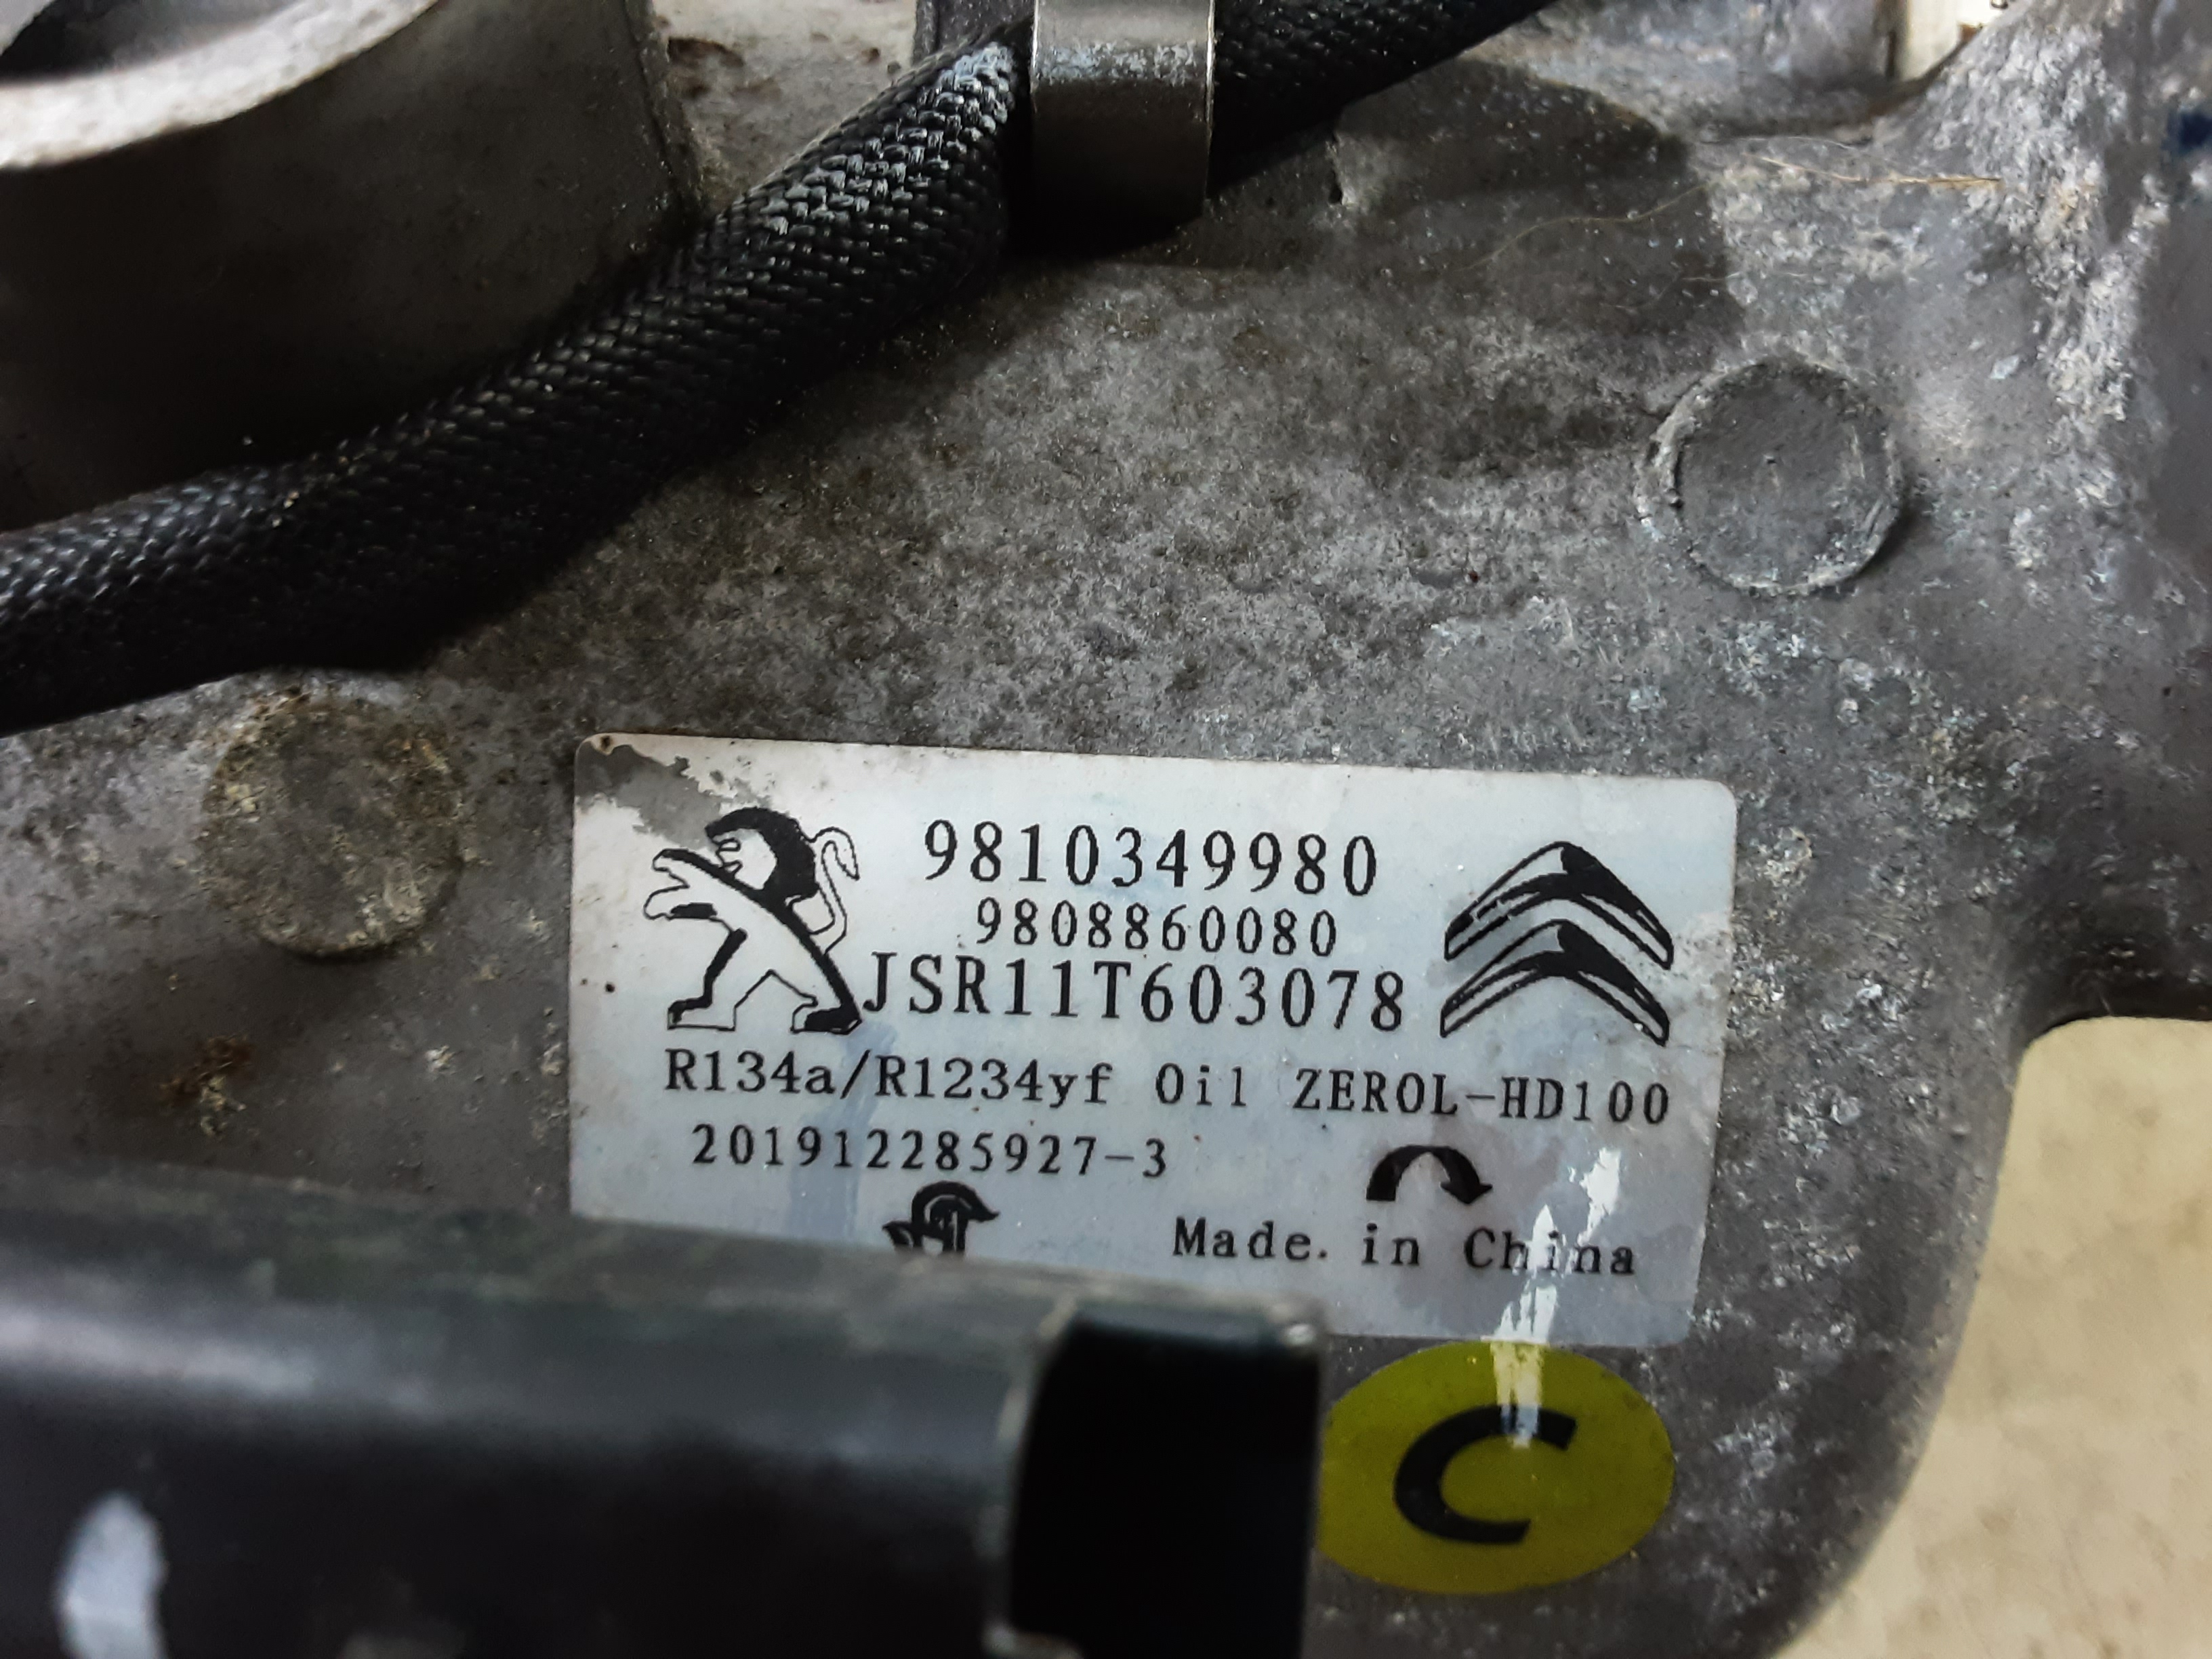 9810349980
9808860080
JSR11T603078
R134a/R1234yf Oil ZEROL-HD100
201912285927-3
Made. in China
C